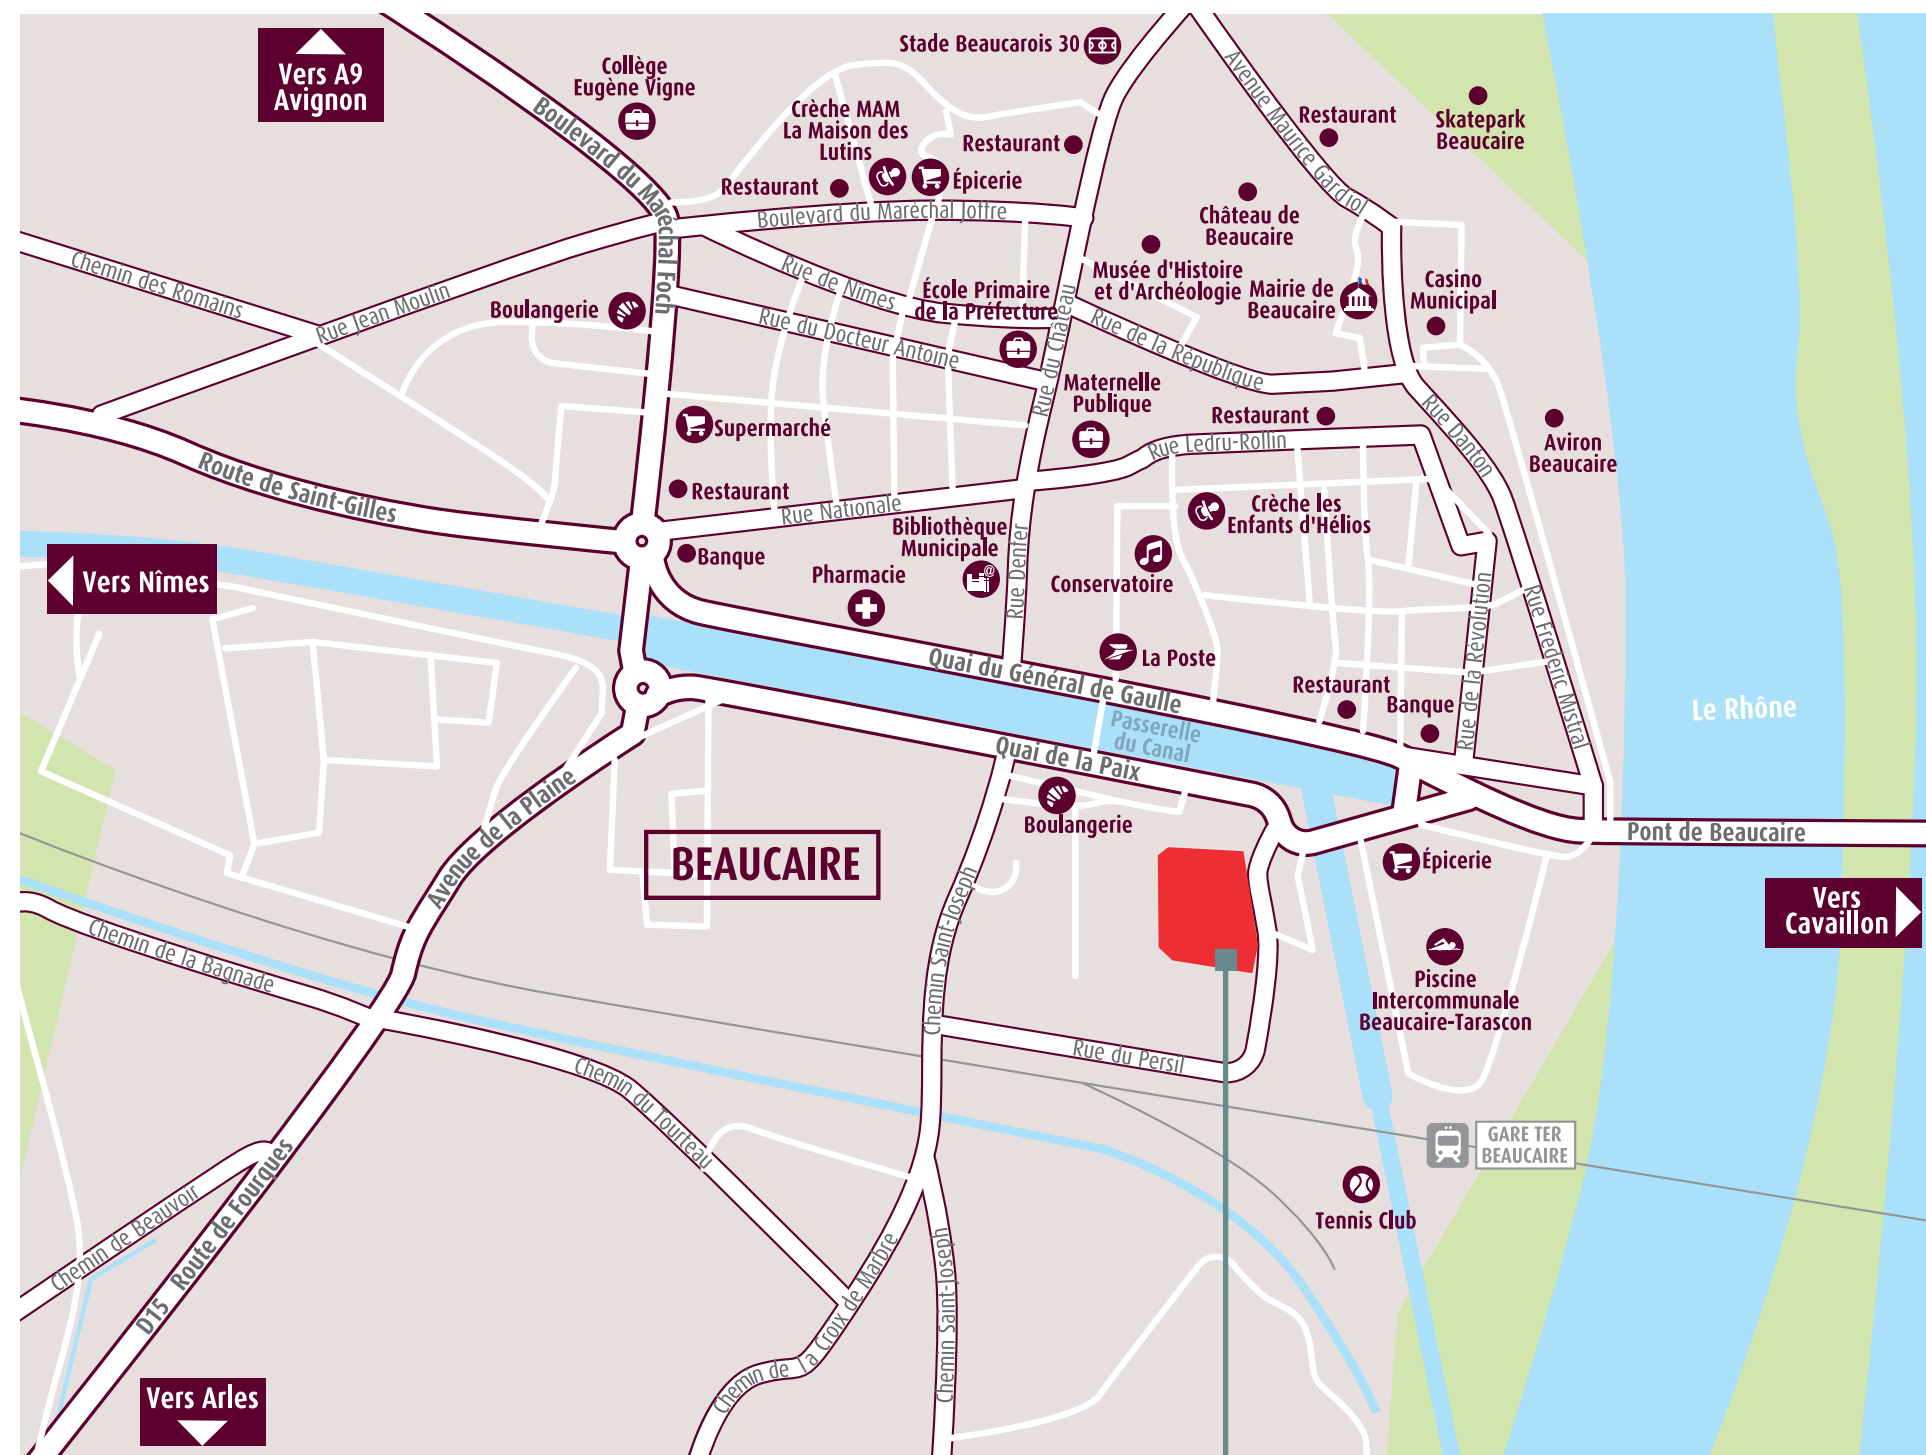 Vers A9
Avignon
Collège
Eugène Vigne
Stade Beaucarois 30
Boulevard du Maréchal Foch
Crèche MAM
La Maison des
Lutins
Restaurant
Épicerie
Restaurant
Avenue Maurice Gardiol
Restaurant
Skatepark
Beaucaire
Boulevard du Maréchal Joffre
Château de
Beaucaire
Musée d'Histoire
et d'Archéologie
Mairie de
Beaucaire
Casino
Municipal
Chemin des Romains
Rue Jean Moulin
Boulangerie
Rue de Nîmes
École Primaire
de la Préfecture
Rue du Docteur Antoine
Rue du Château
Rue de la République
Maternelle
Publique
Restaurant
Rue Danton
Aviron
Beaucaire
Supermarché
Rue Ledru-Rollin
Route de Saint-Gilles
Restaurant
Rue Nationale
Crèche les
Enfants d'Hélios
Banque
Bibliothèque
Municipale
@
Pharmacie
Rue Denfer
Conservatoire
Vers Nîmes
Rue de la Révolution
Rue Frederic Mistral
Quai du Général de Gaulle
La Poste
Restaurant
Banque
Le Rhône
Passerelle
du Canal
Quai de la Paix
Avenue de la Plaine
Boulangerie
BEAUCAIRE
Pont de Beaucaire
Épicerie
Vers
Cavaillon
Chemin Saint-Joseph
Chemin de la Bagnade
Piscine
Intercommunale
Beaucaire-Tarascon
Rue du Persil
Chemin du Tourteau
GARE TER
BEAUCAIRE
Tennis Club
Chemin de Beauvoir
D15 Route de Fourques
Chemin de La Croix de Marbre
Chemin Saint-Joseph
Vers Arles